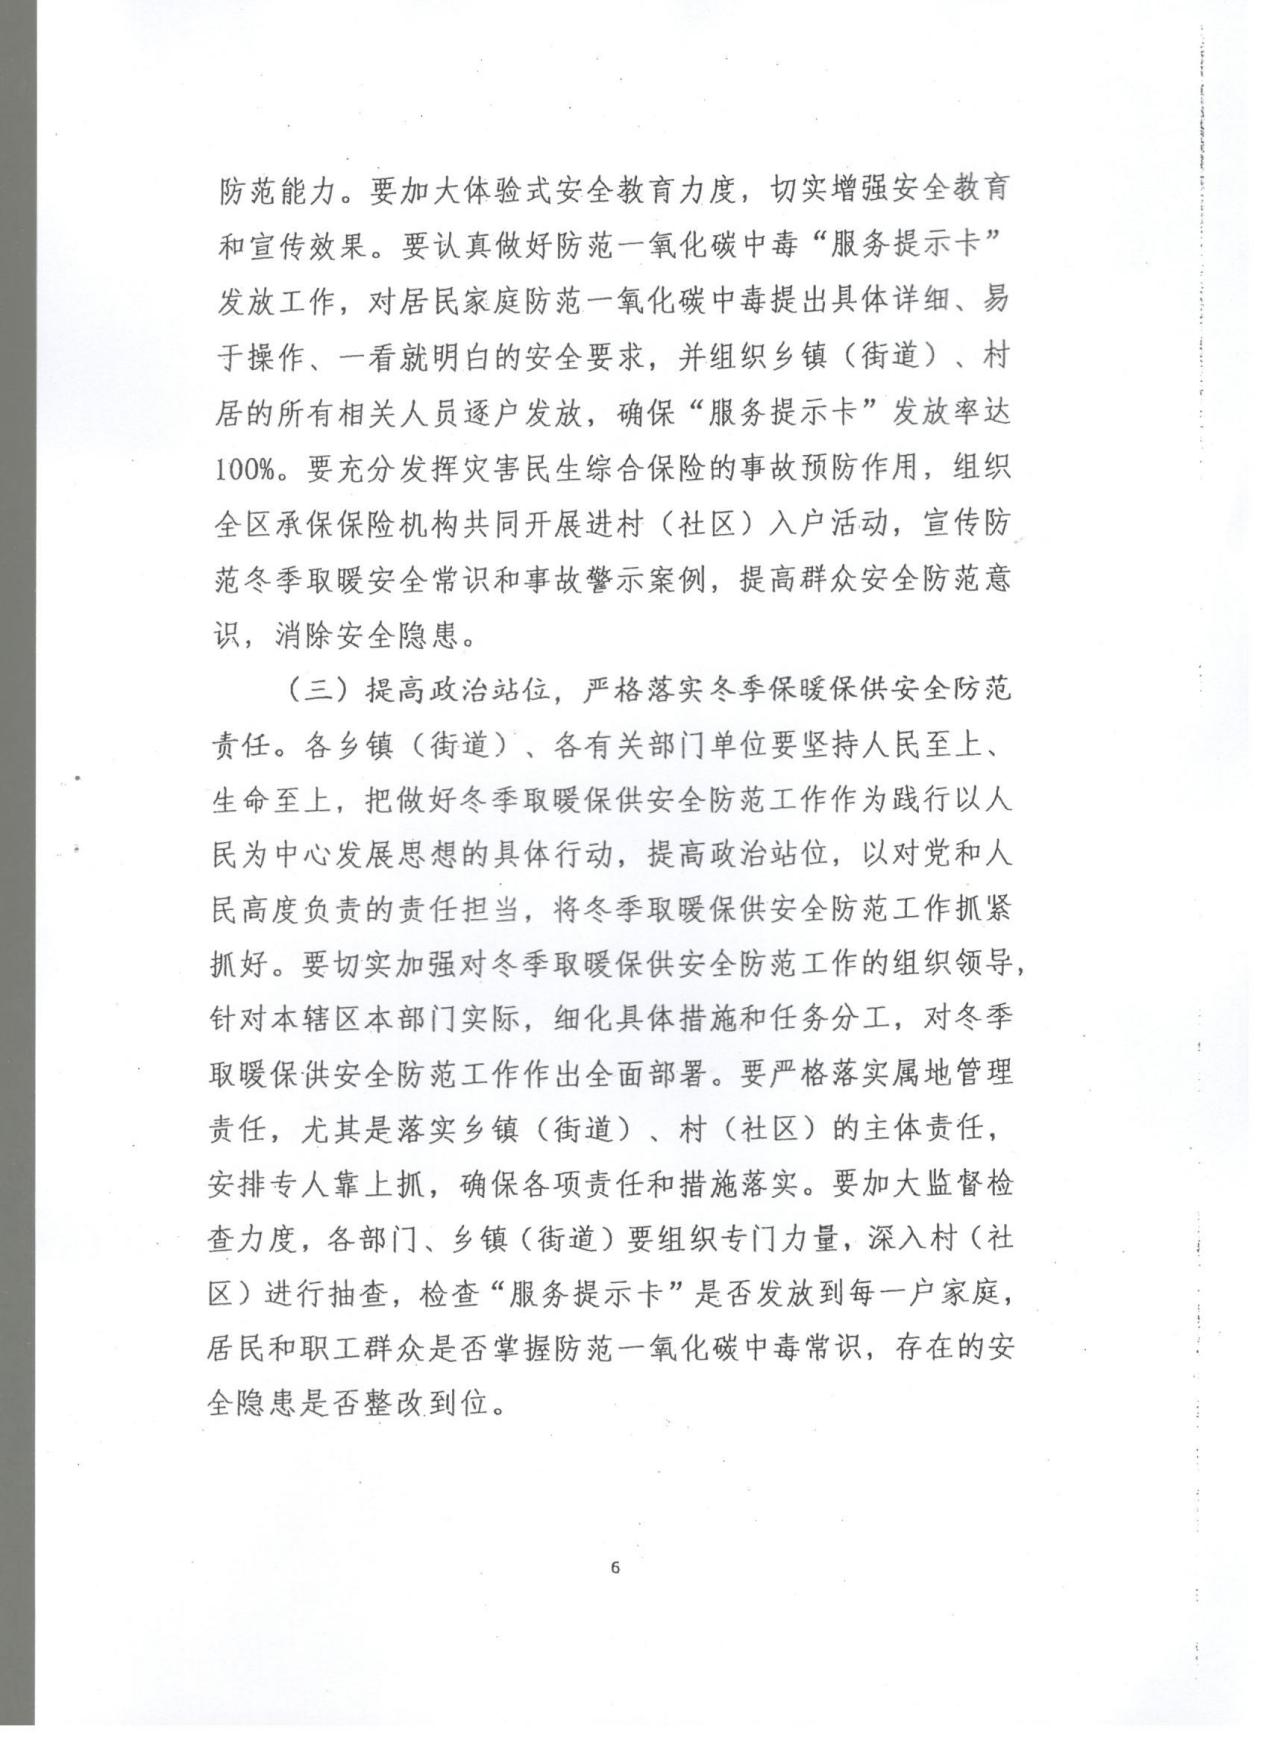 防范能力。要加大体验式安全教育力度，切实增强安全教育
和宣传效果。要认真做好防范一氧化碳中毒“服务提示卡”
发放工作，对居民家庭防范一氧化碳中毒提出具体详细、易
于操作、一看就明白的安全要求，并组织乡镇（街道）、村
居的所有相关人员逐户发放，确保“服务提示卡”发放率达
100%。要充分发挥灾害民生综合保险的事故预防作用，组织
全区承保保险机构共同开展进村（社区）入户活动，宣传防
范冬季取暖安全常识和事故警示案例，提高群众安全防范意
识，消除安全隐患。
（三）提高政治站位，严格落实冬季保暖保供安全防范
责任。各乡镇（街道）、各有关部门单位要坚持人民至上、
生命至上，把做好冬季取暖保供安全防范工作作为践行以人
民为中心发展思想的具体行动，提高政治站位，以对党和人
民高度负责的责任担当，将冬季取暖保供安全防范工作抓紧
抓好。要切实加强对冬季取暖保供安全防范工作的组织领导，
针对本辖区本部门实际，细化具体措施和任务分工，对冬季
取暖保供安全防范工作作出全面部署。要严格落实属地管理
责任，尤其是落实乡镇（街道）、村（社区）的主体责任，
安排专人靠上抓，确保各项责任和措施落实。要加大监督检
查力度，各部门、乡镇（街道）要组织专门力量，深入村（社
区）进行抽查，检查“服务提示卡”是否发放到每一户家庭，
居民和职工群众是否掌握防范一氧化碳中毒常识，存在的安
全隐患是否整改到位。
6